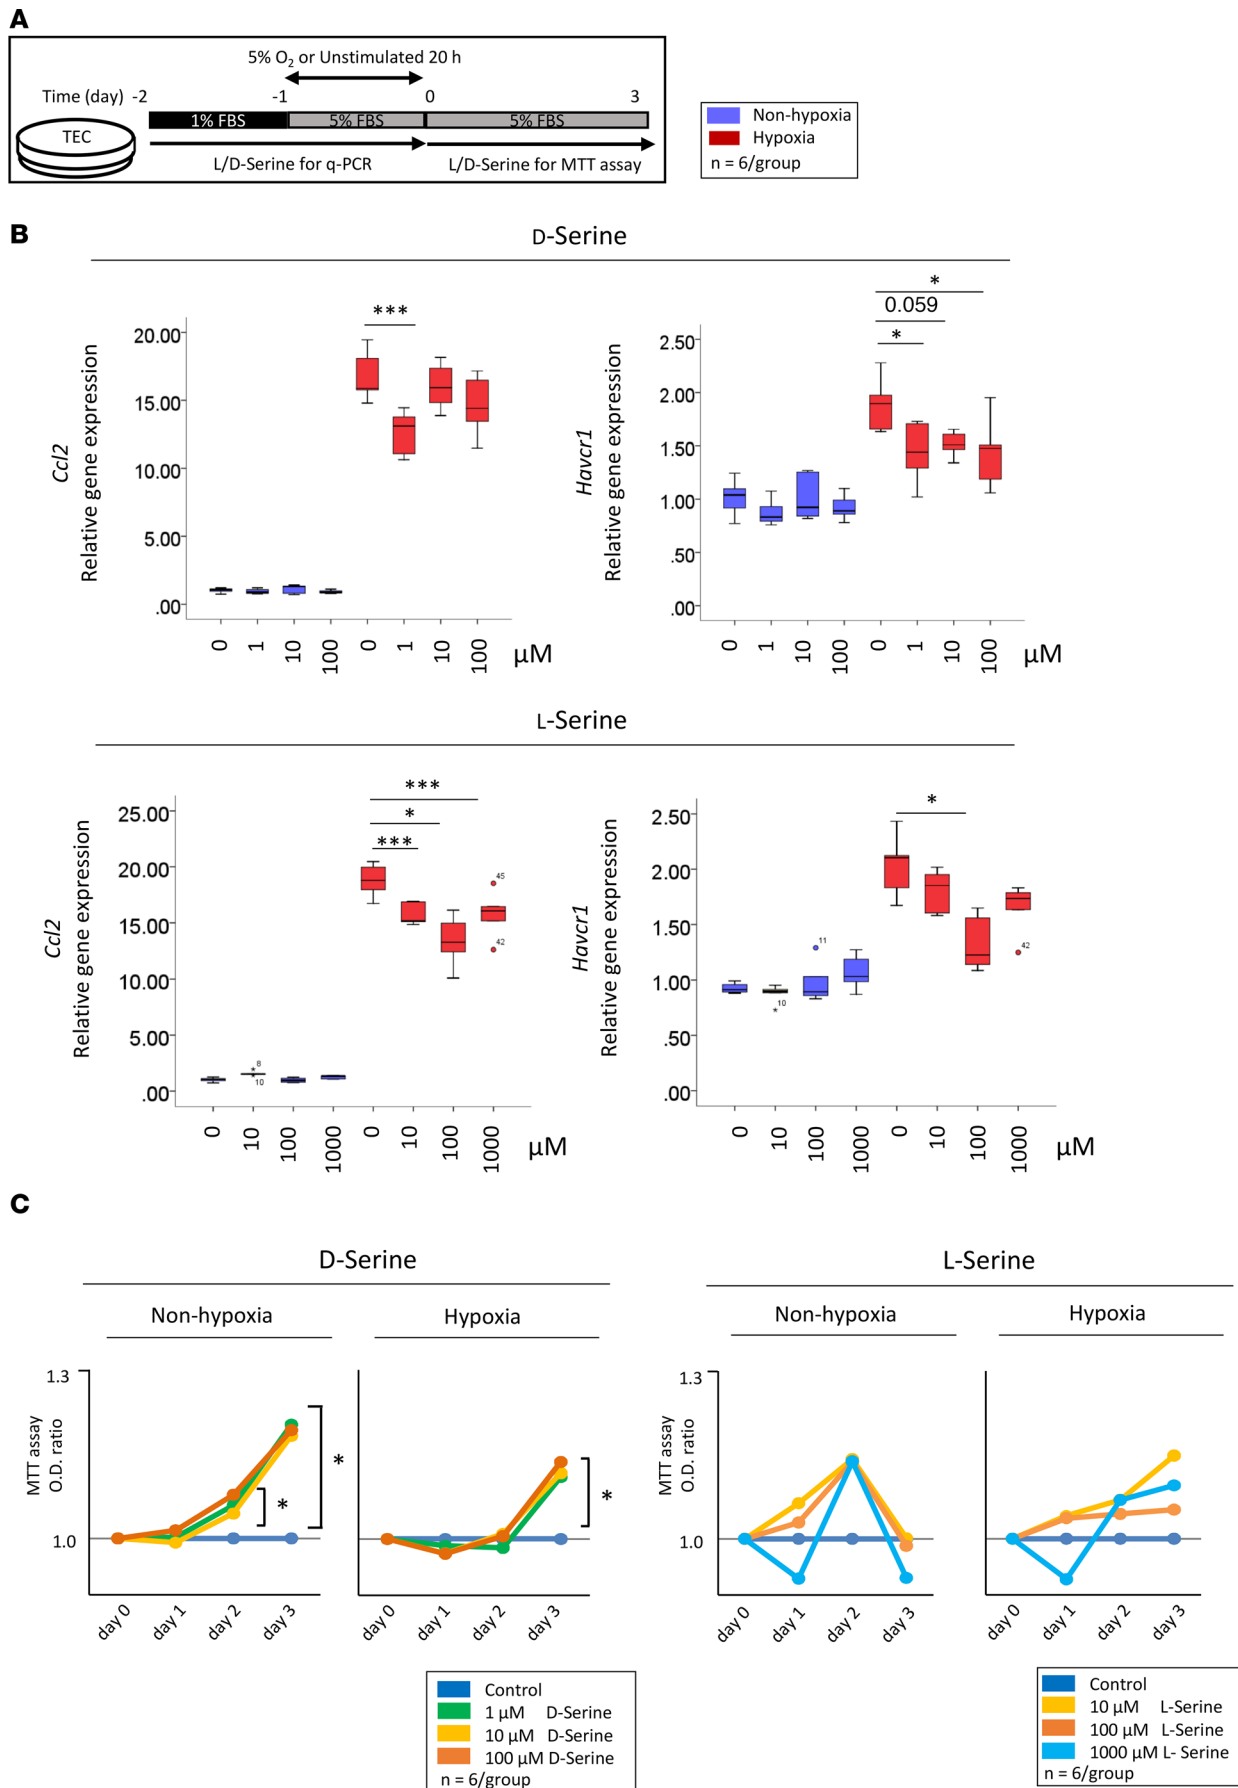 A
5% O2 or Unstimulated 20 h
Time (day) -2 -1 0 3
TEC
1% FBS 5% FBS 5% FBS
L/D-Serine for q-PCR L/D-Serine for MTT assay
Non-hypoxia
Hypoxia
n = 6/group
B
D-Serine
Ccl2
Relative gene expression
20.00
15.00
10.00
5.00
.00
***
0 1 10 100 0 1 10 100 µM
Havcr1
Relative gene expression
2.50
2.00
1.50
1.00
.50
.00
*
0.059
*
0 1 10 100 0 1 10 100 µM
L-Serine
Ccl2
Relative gene expression
25.00
20.00
15.00
10.00
5.00
.00
***
*
***
45
42
* 8
* 10
0 10 100 1000 0 10 100 1000 µM
Havcr1
Relative gene expression
2.50
2.00
1.50
1.00
.50
.00
*
11
* 10
42
0 10 100 1000 0 10 100 1000 µM
C
D-Serine
Non-hypoxia Hypoxia
MTT assay
O.D. ratio
1.3
1.0
*
*
*
day 0 day 1 day 2 day 3
day 0 day 1 day 2 day 3
Control
1 µM D-Serine
10 µM D-Serine
100 µM D-Serine
n = 6/group
L-Serine
Non-hypoxia Hypoxia
MTT assay
O.D. ratio
1.3
1.0
day 0 day 1 day 2 day 3
day 0 day 1 day 2 day 3
Control
10 µM L-Serine
100 µM L-Serine
1000 µM L- Serine
n = 6/group